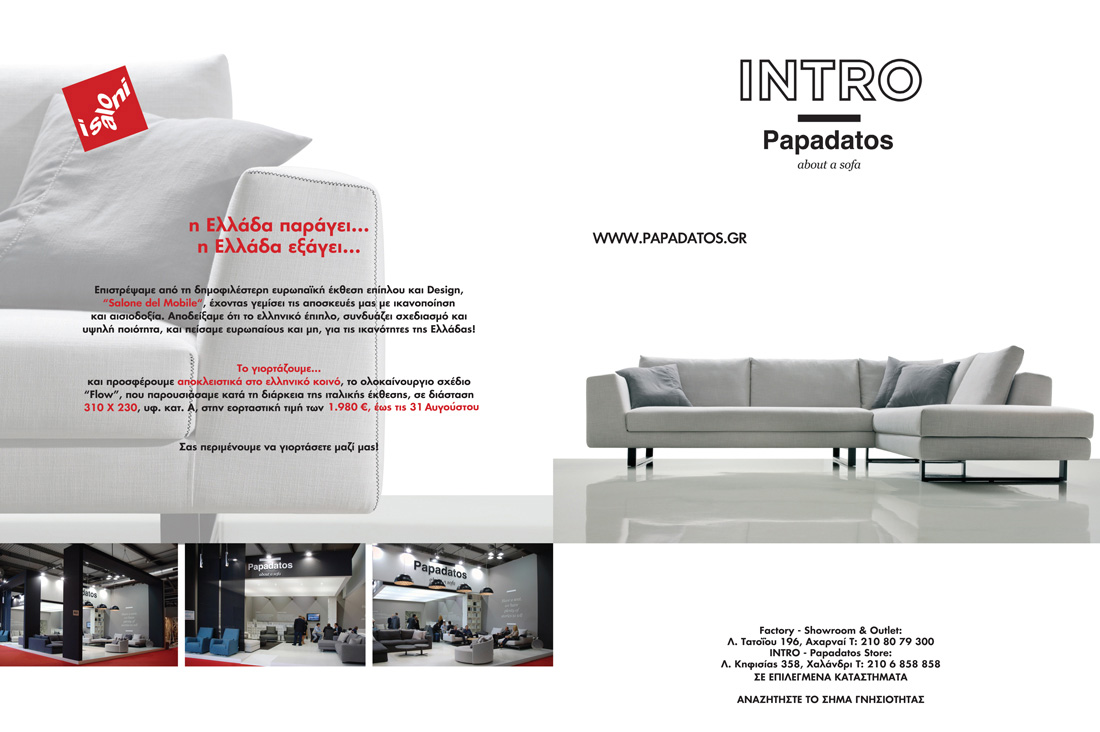 i saloni
η Ελλάδα παράγει...
η Ελλάδα εξάγει...
Επιστρέψαμε από τη δημοφιλέστερη ευρωπαϊκή έκθεση επίπλου και Design,
“Salone del Mobile”, έχοντας γεμίσει τις αποσκευές μας με ικανοποίηση
και αισιοδοξία. Αποδείξαμε ότι το ελληνικό έπιπλο, συνδυάζει σχεδιασμό και
υψηλή ποιότητα, και πείσαμε ευρωπαίους και μη, για τις ικανότητες της Ελλάδας!
Το γιορτάζουμε...
και προσφέρουμε αποκλειστικά στο ελληνικό κοινό, το ολοκαίνουργιο σχέδιο
“Flow”, που παρουσιάσαμε κατά τη διάρκεια της ιταλικής έκθεσης, σε διάσταση
310 Χ 230, υφ. κατ. Α, στην εορταστική τιμή των 1.980 €, έως τις 31 Αυγούστου
Σας περιμένουμε να γιορτάσετε μαζί μας!
Papadatos
about a sofa
Papadatos
about a sofa
INTRO
Papadatos
about a sofa
WWW.PAPADATOS.GR
Factory - Showroom & Outlet:
Λ. Τατοΐου 196, Αχαρναί Τ: 210 80 79 300
INTRO - Papadatos Store:
Λ. Κηφισίας 358, Χαλάνδρι Τ: 210 6 858 858
ΣΕ ΕΠΙΛΕΓΜΕΝΑ ΚΑΤΑΣΤΗΜΑΤΑ
ΑΝΑΖΗΤΗΣΤΕ ΤΟ ΣΗΜΑ ΓΝΗΣΙΟΤΗΤΑΣ